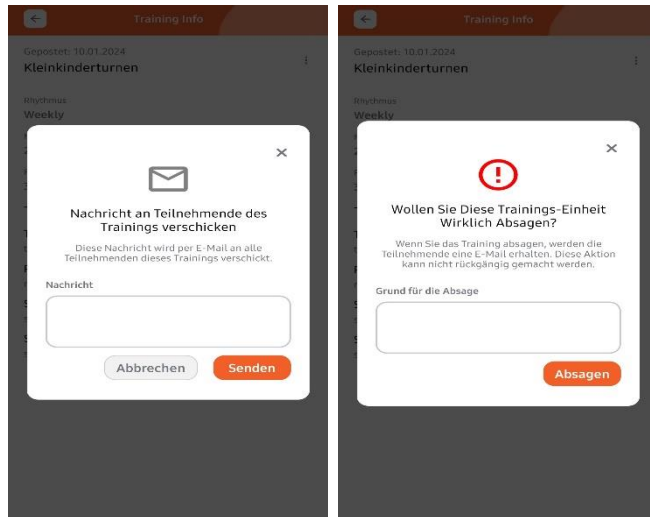 Training Info
Gepostet: 10.01.2024
Kleinkinderturnen
Rhythmus
Weekly
Nachricht an Teilnehmende des
Trainings verschicken
Diese Nachricht wird per E-Mail an alle
Teilnehmenden dieses Trainings verschickt.
Nachricht
Abbrechen
Senden
Training Info
Gepostet: 10.01.2024
Kleinkinderturnen
Rhythmus
Weekly
Wollen Sie Diese Trainings-Einheit
Wirklich Absagen?
Wenn Sie das Training absagen, werden die
Teilnehmende eine E-Mail erhalten. Diese Aktion
kann nicht rückgängig gemacht werden.
Grund für die Absage
Absagen